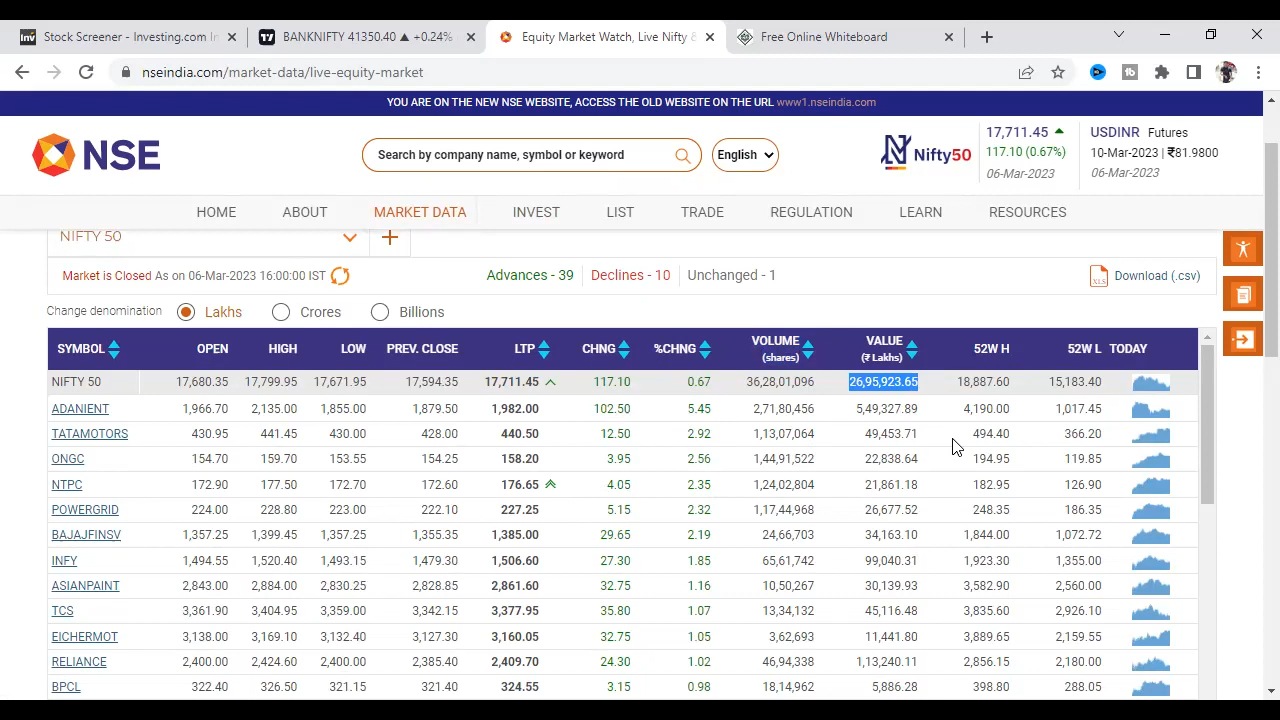 Stock Screener - Investing.com In
BANKNIFTY 41350.40 ▲ +0.24%
Equity Market Watch, Live Nifty &
Free Online Whiteboard
nseindia.com/market-data/live-equity-market
YOU ARE ON THE NEW NSE WEBSITE, ACCESS THE OLD WEBSITE ON THE URL www1.nseindia.com
NSE
Search by company name, symbol or keyword
English
Nifty50
17,711.45
117.10 (0.67%)
06-Mar-2023
USDINR Futures
10-Mar-2023 | ₹81.9800
06-Mar-2023
HOME ABOUT MARKET DATA INVEST LIST TRADE REGULATION LEARN RESOURCES
NIFTY 50
Market is Closed As on 06-Mar-2023 16:00:00 IST
Advances - 39 Declines - 10 Unchanged - 1
Download (.csv)
Change denomination Lakhs Crores Billions
SYMBOL OPEN HIGH LOW PREV. CLOSE LTP CHNG %CHNG VOLUME (shares) VALUE (₹ Lakhs) 52W H 52W L TODAY
NIFTY 50 17,680.35 17,799.95 17,671.95 17,594.35 17,711.45 117.10 0.67 36,28,01,096 26,95,923.65 18,887.60 15,183.40
ADANIENT 1,966.70 2,135.00 1,855.00 1,879.50 1,982.00 102.50 5.45 2,71,80,456 5,49,327.89 4,190.00 1,017.45
TATAMOTORS 430.95 441.45 430.00 428.00 440.50 12.50 2.92 1,13,07,064 49,453.71 494.40 366.20
ONGC 154.70 159.70 153.55 154.25 158.20 3.95 2.56 1,44,91,522 22,838.64 194.95 119.85
NTPC 172.90 177.50 172.70 172.60 176.65 4.05 2.35 1,24,02,804 21,861.18 182.95 126.90
POWERGRID 224.00 228.80 223.00 222.10 227.25 5.15 2.32 1,17,44,968 26,677.52 248.35 186.35
BAJAJFINSV 1,357.25 1,399.45 1,357.25 1,355.35 1,385.00 29.65 2.19 24,66,703 34,163.10 1,844.00 1,072.72
INFY 1,494.55 1,520.40 1,493.15 1,479.30 1,506.60 27.30 1.85 65,61,742 99,040.31 1,923.30 1,355.00
ASIANPAINT 2,843.00 2,884.00 2,830.25 2,828.85 2,861.60 32.75 1.16 10,50,267 30,139.93 3,582.90 2,560.00
TCS 3,361.90 3,404.95 3,359.00 3,342.15 3,377.95 35.80 1.07 13,34,132 45,116.48 3,835.60 2,926.10
EICHERMOT 3,138.00 3,169.10 3,132.40 3,127.30 3,160.05 32.75 1.05 3,62,693 11,441.80 3,889.65 2,159.55
RELIANCE 2,400.00 2,424.60 2,400.00 2,385.40 2,409.70 24.30 1.02 46,94,338 1,13,240.11 2,856.15 2,180.00
BPCL 322.40 326.50 321.15 321.40 324.55 3.15 0.98 18,14,962 5,886.28 398.80 288.05